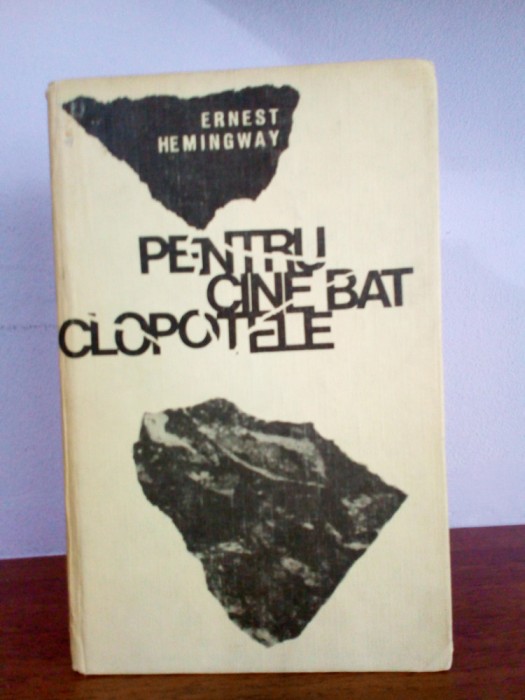 ERNEST
HEMINGWAY
PENTRU
CINE BAT
CLOPOTELE